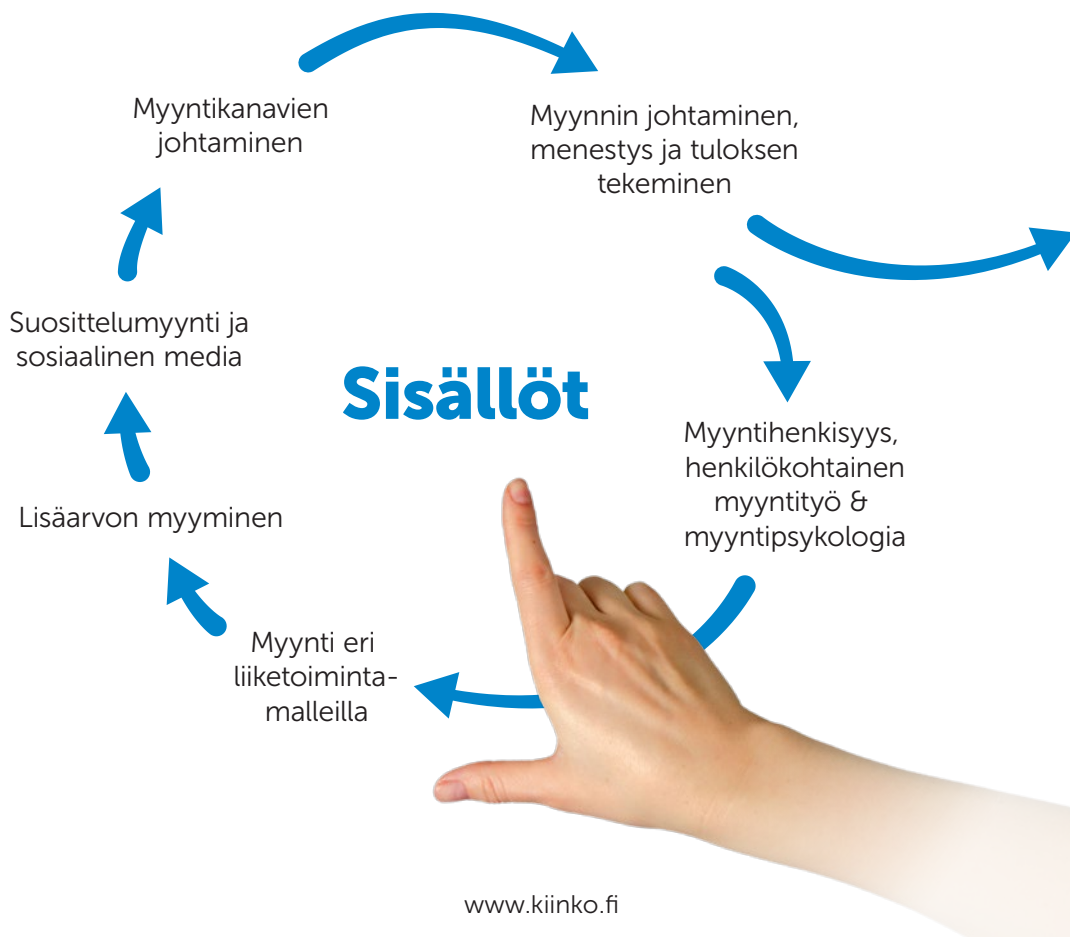 Myyntikanavien
johtaminen
Myynnin johtaminen,
menestys ja tuloksen
tekeminen
Suosittelumyynti ja
sosiaalinen media
Sisällöt
Myyntihenkisyys,
henkilökohtainen
myyntityö &
myyntipsykologia
Lisäarvon myyminen
Myynti eri
liiketoiminta-
malleilla
www.kiinko.fi